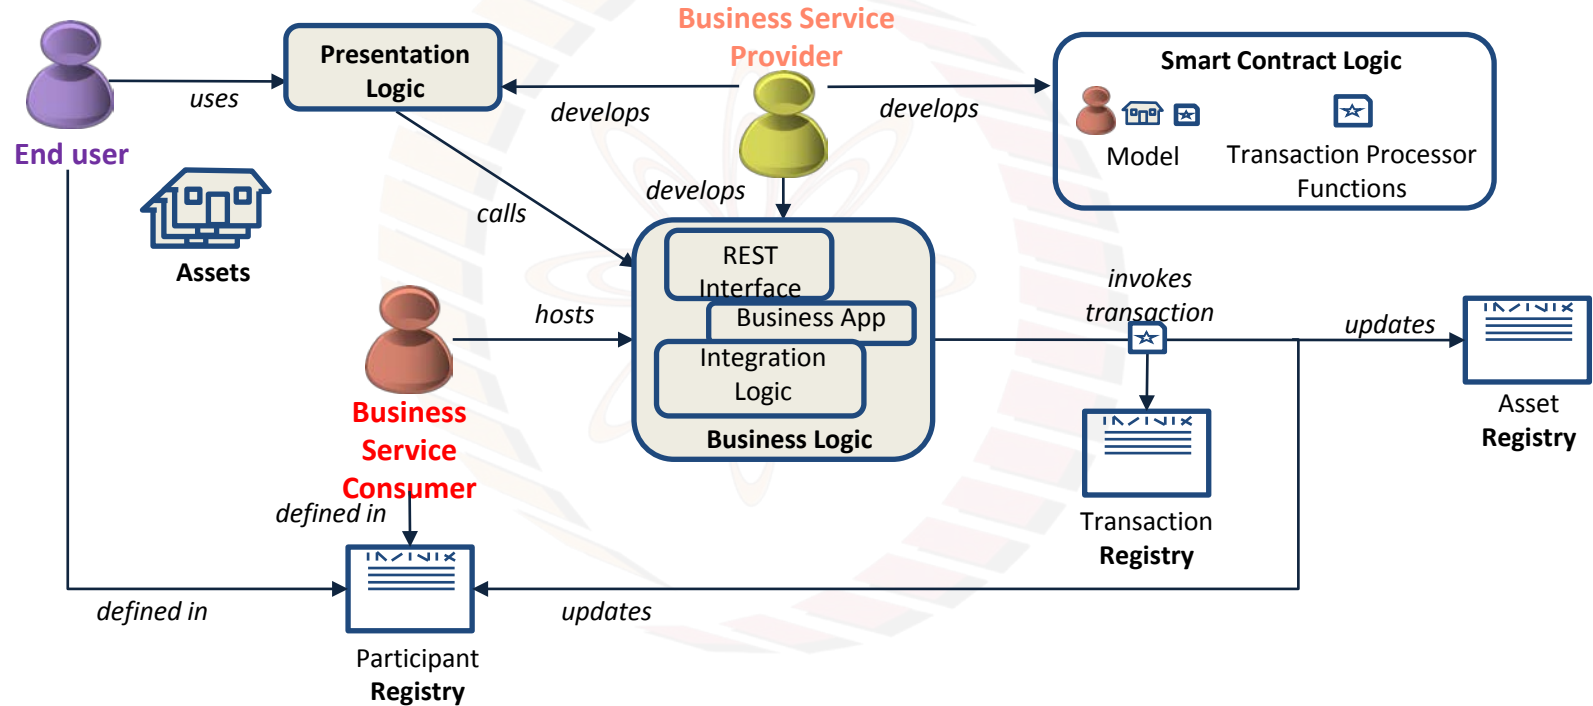 Business Service
Provider
Presentation
Logic
Smart Contract Logic
uses
develops
develops
End user
Model
Transaction Processor
Functions
develops
calls
Assets
REST
Interface
invokes
transaction
hosts
Business App
updates
Integration
Logic
Business
Service
Consumer
Business Logic
Asset
Registry
defined in
Transaction
Registry
defined in
updates
Participant
Registry